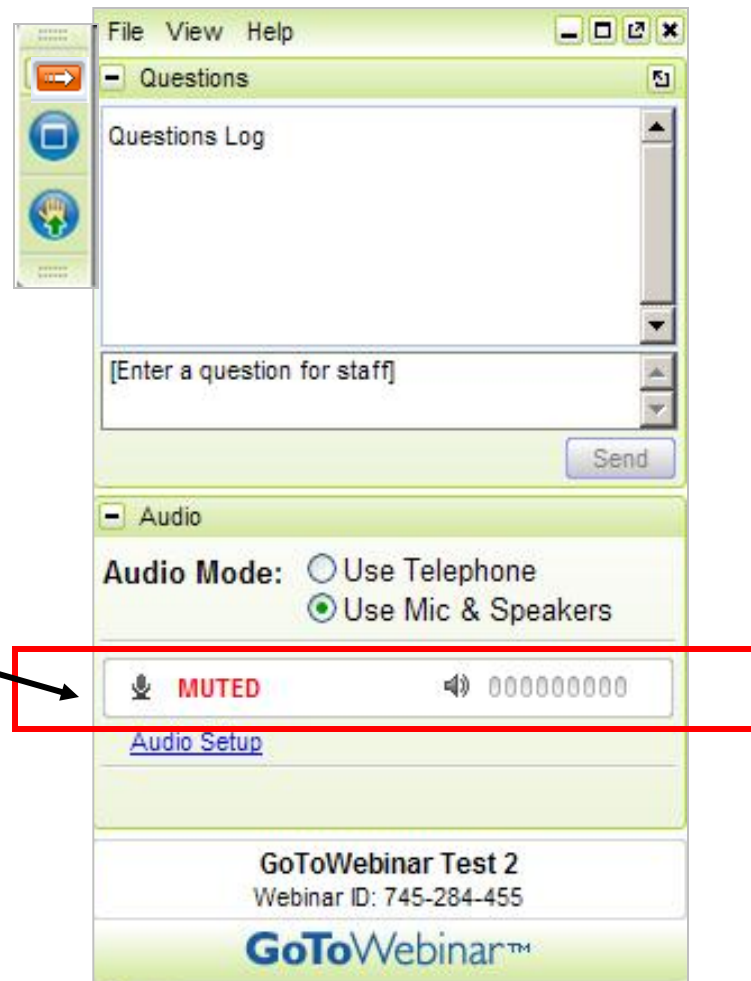 File View Help
Questions
Questions Log
[Enter a question for staff]
Send
Audio
Audio Mode: Use Telephone
Use Mic & Speakers
MUTED 000000000
Audio Setup
GoToWebinar Test 2
Webinar ID: 745-284-455
GoToWebinar™